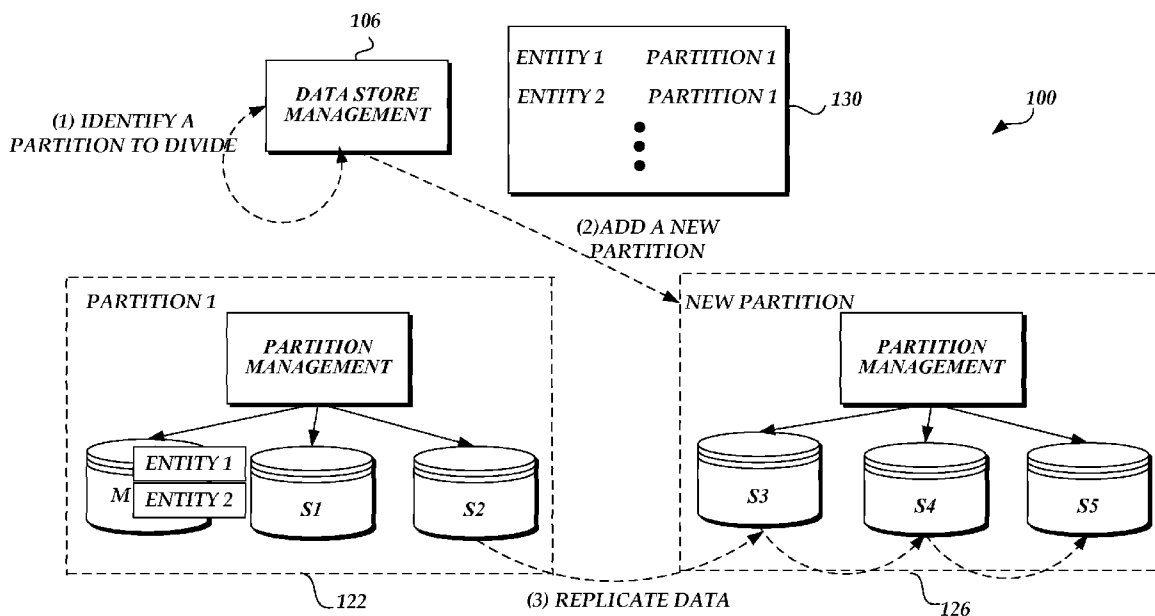 106
DATA STORE
MANAGEMENT
ENTITY 1 PARTITION 1
ENTITY 2 PARTITION 1
130
100
(1) IDENTIFY A
PARTITION TO DIVIDE
(2)ADD A NEW
PARTITION
PARTITION 1
PARTITION
MANAGEMENT
ENTITY 1
M
ENTITY 2
S1
S2
122
NEW PARTITION
PARTITION
MANAGEMENT
S3
S4
S5
126
(3) REPLICATE DATA